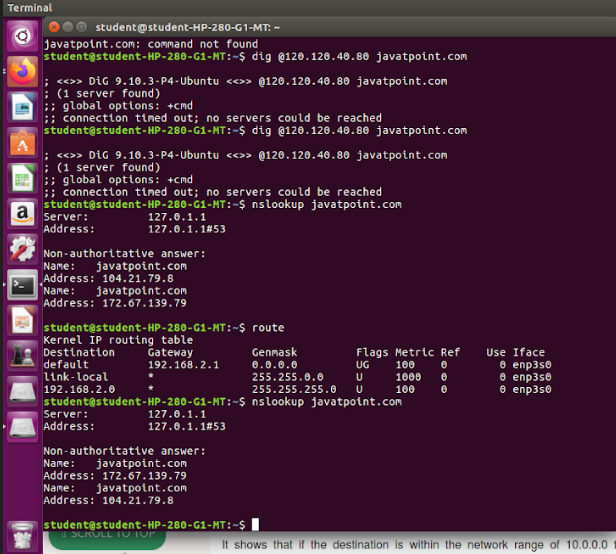 Terminal
student@student-HP-280-G1-MT: ~
javatpoint.com: command not found
student@student-HP-280-G1-MT:~$ dig @120.120.40.80 javatpoint.com
; <<>> DiG 9.10.3-P4-Ubuntu <<>> @120.120.40.80 javatpoint.com
; (1 server found)
;; global options: +cmd
;; connection timed out; no servers could be reached
student@student-HP-280-G1-MT:~$ dig @120.120.40.80 javatpoint.com
; <<>> DiG 9.10.3-P4-Ubuntu <<>> @120.120.40.80 javatpoint.com
; (1 server found)
;; global options: +cmd
;; connection timed out; no servers could be reached
student@student-HP-280-G1-MT:~$ nslookup javatpoint.com
Server: 127.0.1.1
Address: 127.0.1.1#53
Non-authoritative answer:
Name: javatpoint.com
Address: 104.21.79.8
Name: javatpoint.com
Address: 172.67.139.79
student@student-HP-280-G1-MT:~$ route
Kernel IP routing table
Destination Gateway Genmask Flags Metric Ref Use Iface
default 192.168.2.1 0.0.0.0 UG 100 0 0 enp3s0
link-local * 255.255.0.0 U 1000 0 0 enp3s0
192.168.2.0 * 255.255.255.0 U 100 0 0 enp3s0
student@student-HP-280-G1-MT:~$ nslookup javatpoint.com
Server: 127.0.1.1
Address: 127.0.1.1#53
Non-authoritative answer:
Name: javatpoint.com
Address: 172.67.139.79
Name: javatpoint.com
Address: 104.21.79.8
student@student-HP-280-G1-MT:~$
SCROLL TO TOP
It shows that if the destination is within the network range of 10.0.0.0